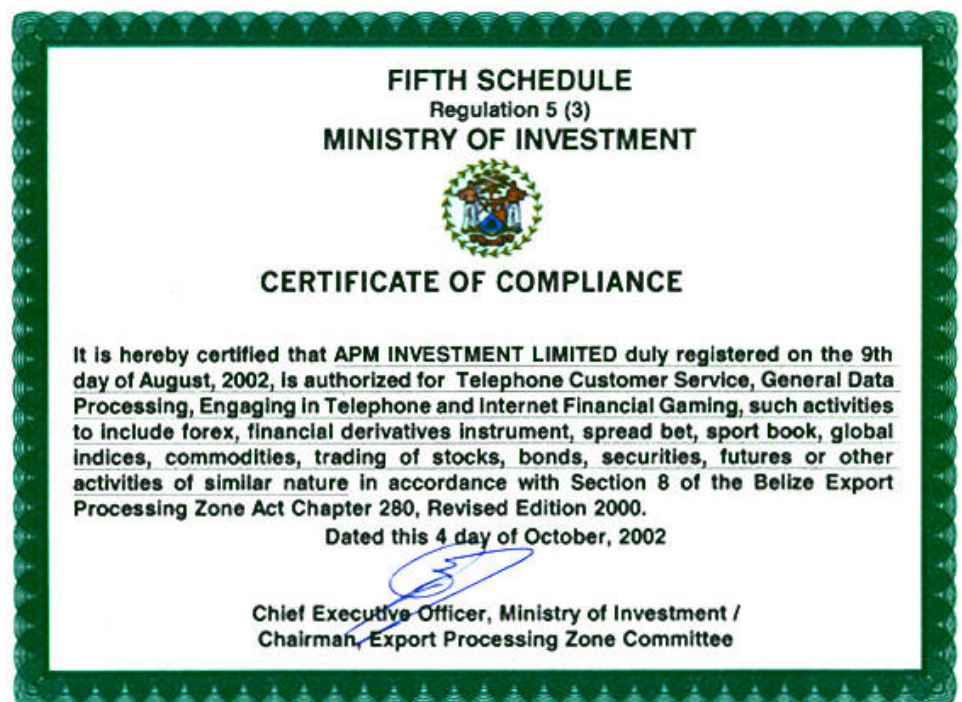 FIFTH SCHEDULE
Regulation 5 (3)
MINISTRY OF INVESTMENT
CERTIFICATE OF COMPLIANCE
It is hereby certified that APM INVESTMENT LIMITED duly registered on the 9th
day of August, 2002, is authorized for Telephone Customer Service, General Data
Processing, Engaging in Telephone and Internet Financial Gaming, such activities
to include forex, financial derivatives instrument, spread bet, sport book, global
indices, commodities, trading of stocks, bonds, securities, futures or other
activities of similar nature in accordance with Section 8 of the Belize Export
Processing Zone Act Chapter 280, Revised Edition 2000.
Dated this 4 day of October, 2002
Chief Executive Officer, Ministry of Investment /
Chairman, Export Processing Zone Committee